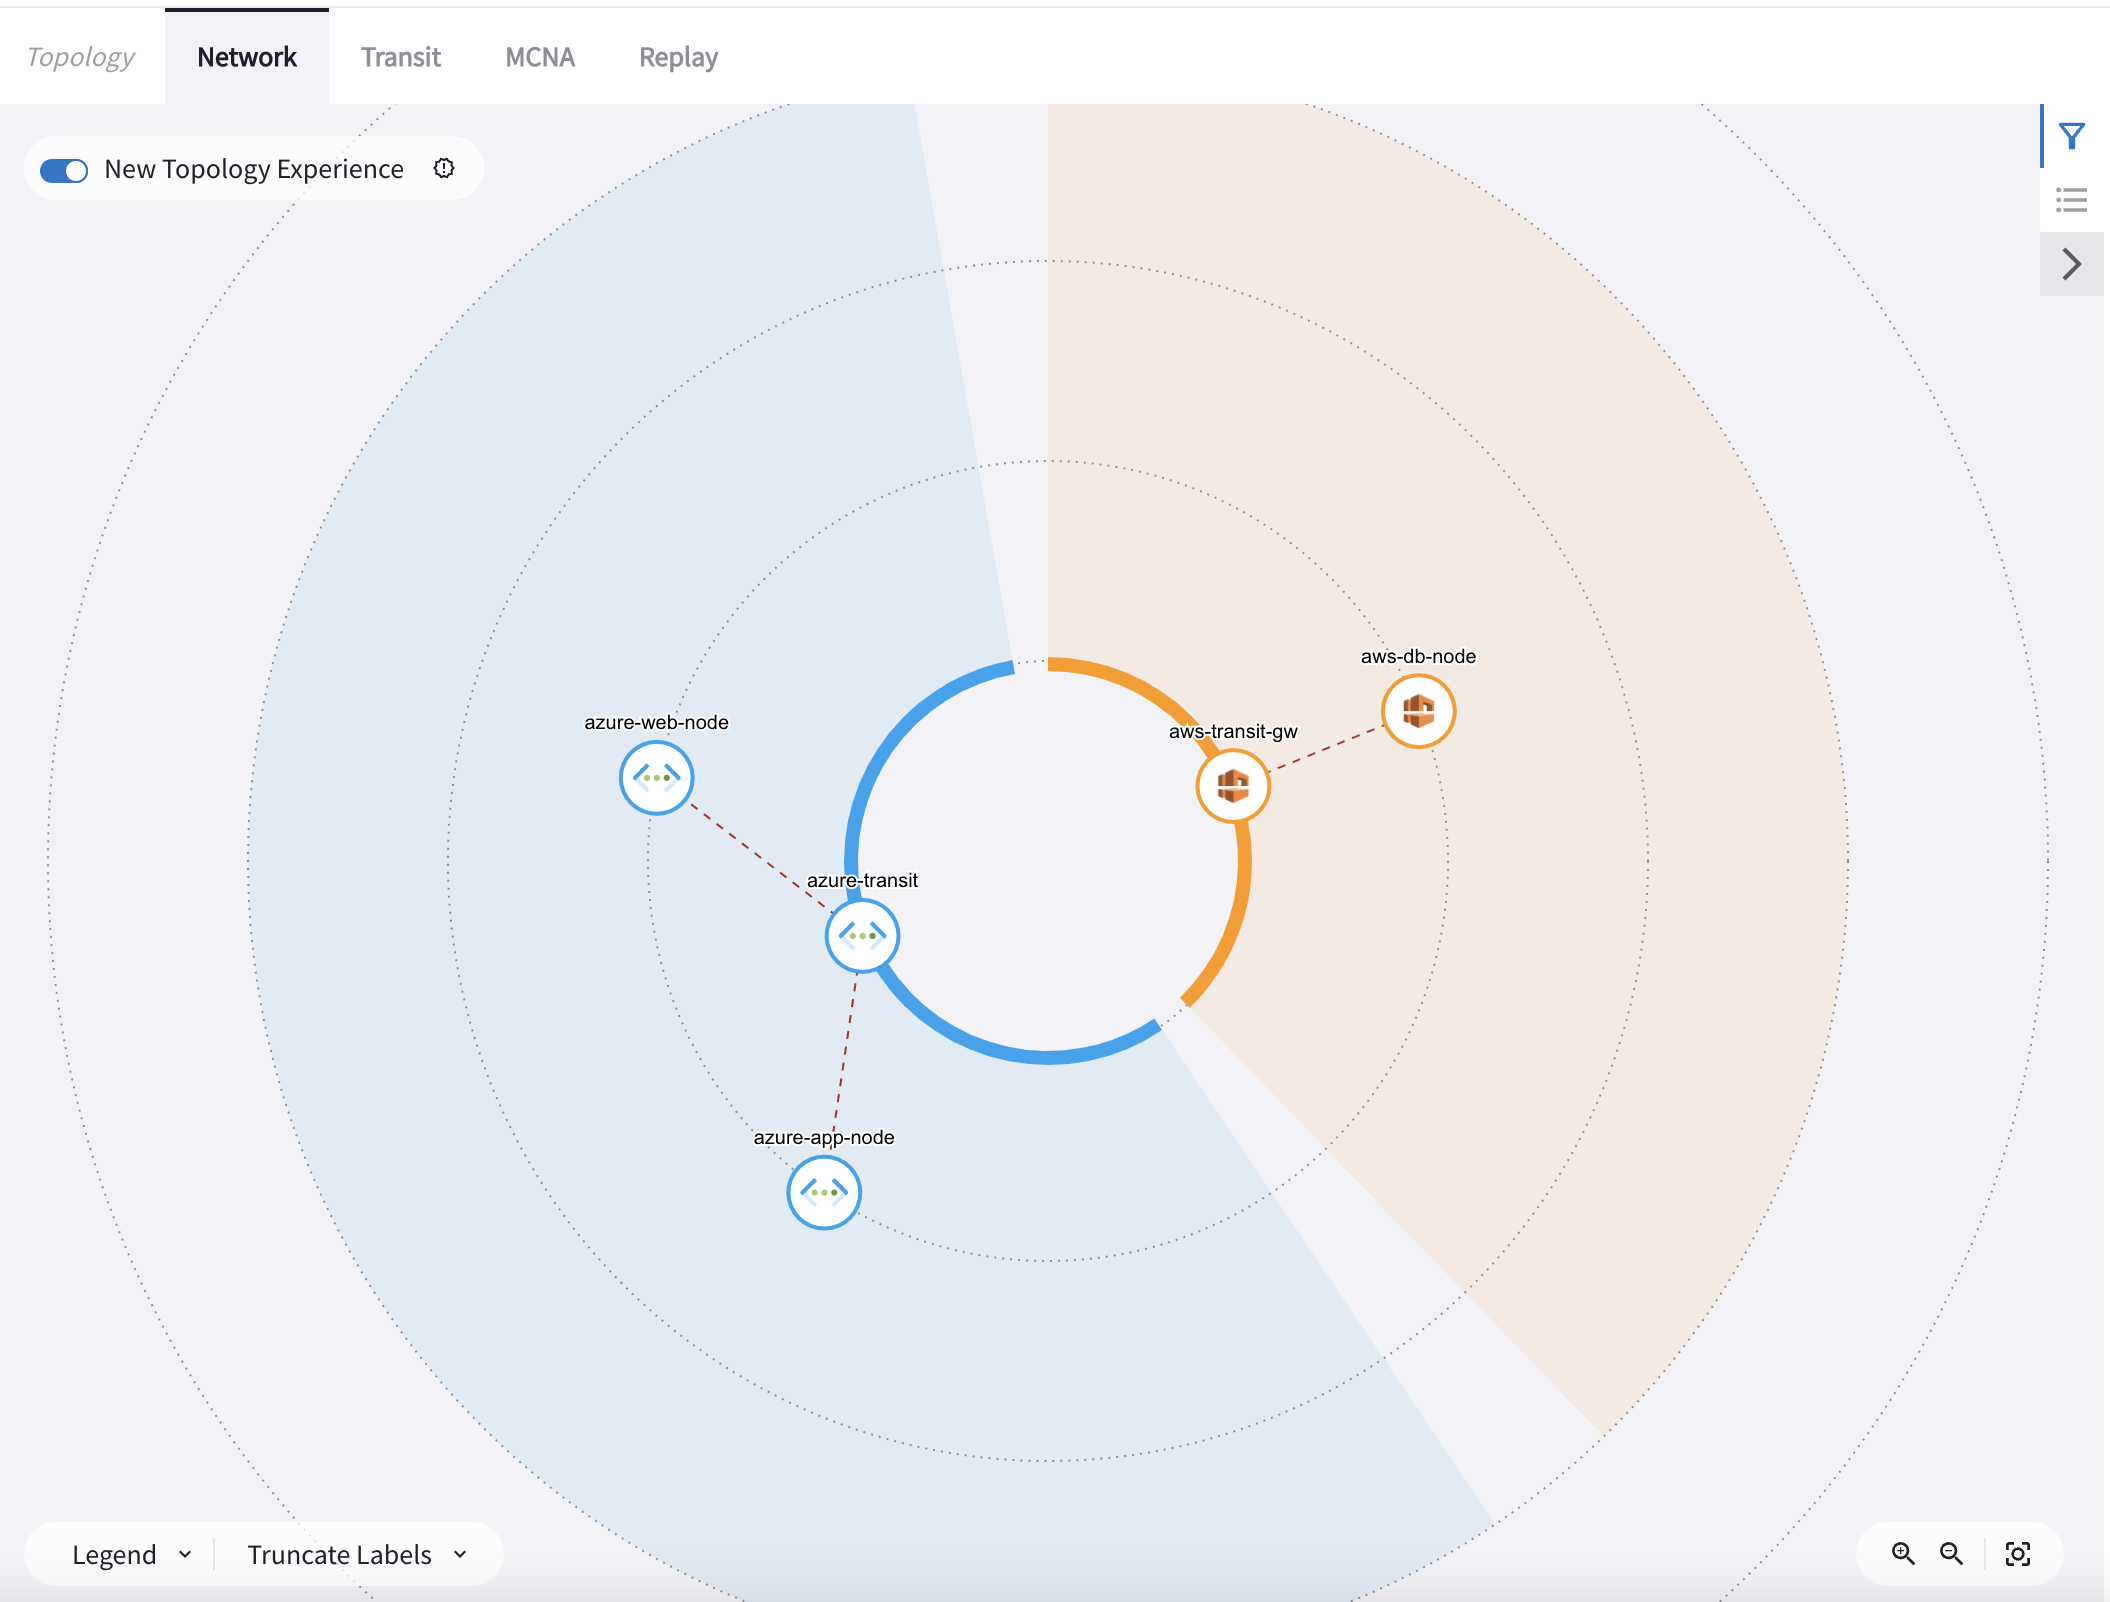 Topology
Network
Transit
MCNA
Replay
New Topology Experience
aws-db-node
azure-web-node
aws-transit-gw
azure-transit
azure-app-node
Legend
Truncate Labels